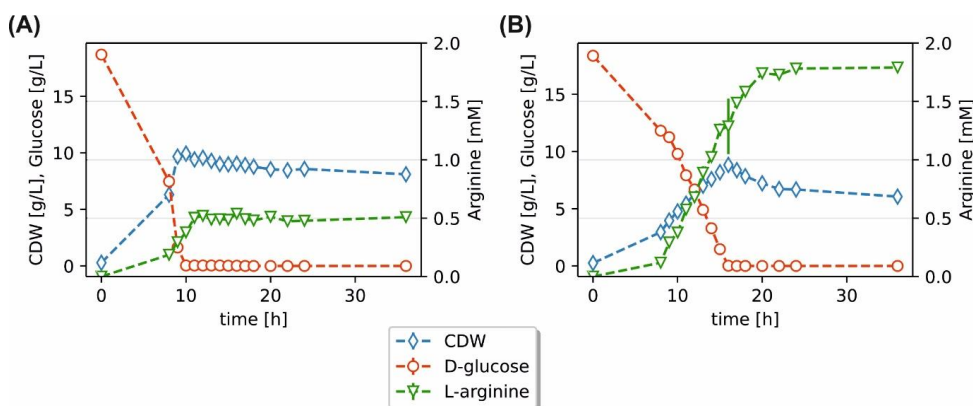 (A)
CDW [g/L], Glucose [g/L]
15
10
5
0
2.0
1.5
1.0
0.5
0.0
Arginine [mM]
0 10 20 30
time [h]
(B)
CDW [g/L], Glucose [g/L]
15
10
5
0
2.0
1.5
1.0
0.5
0.0
Arginine [mM]
0 10 20 30
time [h]
CDW
D-glucose
L-arginine